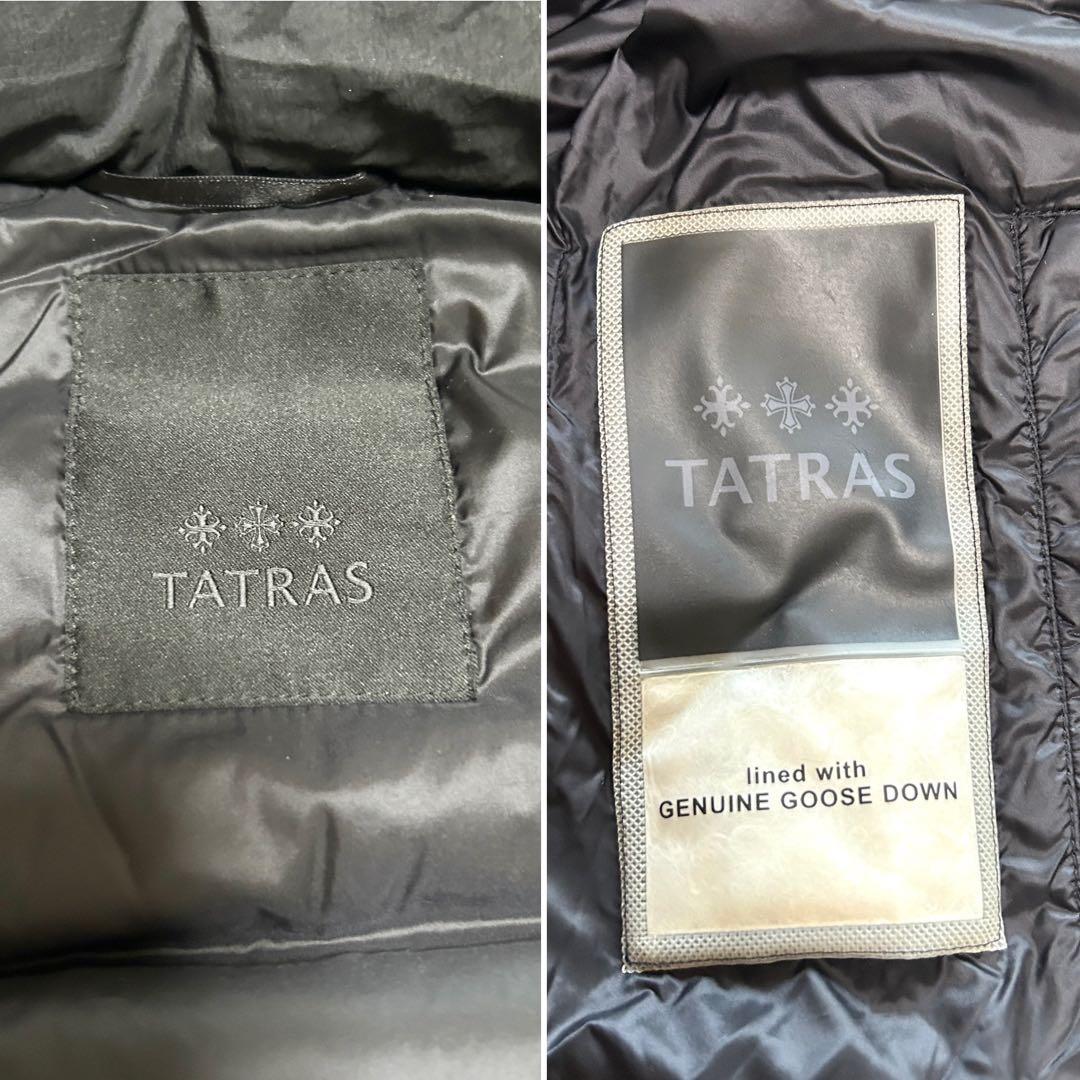 TATRAS
TATRAS
lined with
GENUINE GOOSE DOWN